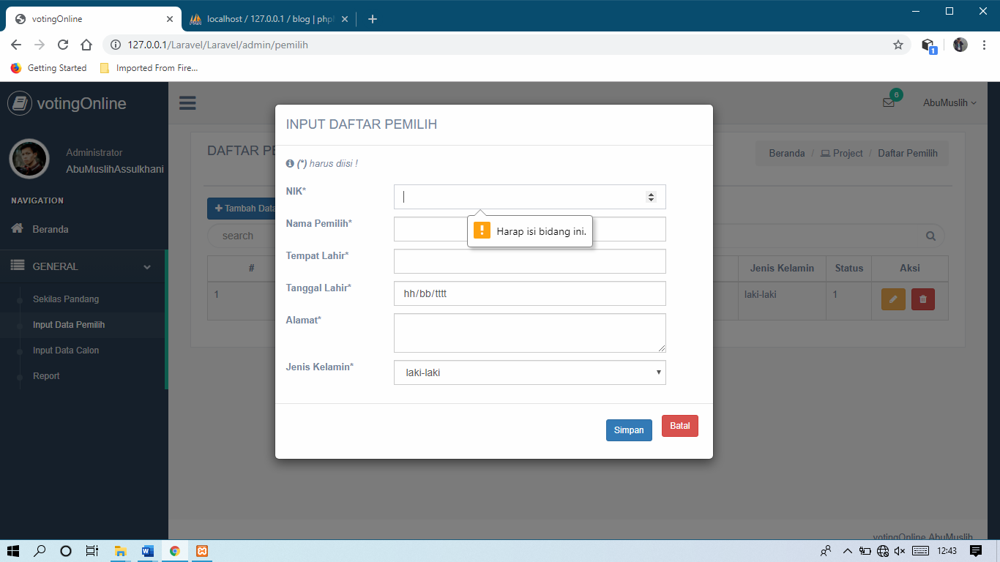 votingOnline
localhost / 127.0.0.1 / blog | php
127.0.0.1/Laravel/Laravel/admin/pemilih
1
Getting Started
Imported From Fire...
votingOnline
6
AbuMuslih
Administrator
AbuMuslihAssulkhani
NAVIGATION
Beranda
GENERAL
Sekilas Pandang
Input Data Pemilih
Input Data Calon
Report
DAFTAR PE
Beranda / Project / Daftar Pemilih
Tambah Data
search
# Jenis Kelamin Status Aksi
1 laki-laki 1
INPUT DAFTAR PEMILIH
(*) harus diisi !
NIK*
Harap isi bidang ini.
Nama Pemilih*
Tempat Lahir*
Tanggal Lahir* hh/bb/tttt
Alamat*
Jenis Kelamin* laki-laki
Simpan Batal
votingOnline AbuMuslih
12:43